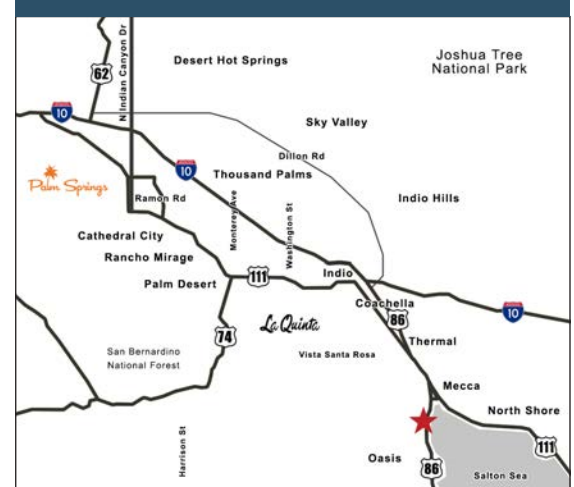 Desert Hot Springs
Joshua Tree
National Park
62
N Indian Canyon Dr
10
Sky Valley
Dillon Rd
10
Thousand Palms
Palm Springs
Ramon Rd
Indio Hills
Monterey Ave
Washington St
Cathedral City
Rancho Mirage
Indio
111
Palm Desert
Coachella
10
86
La Quinta
74
Thermal
San Bernardino
National Forest
Vista Santa Rosa
Mecca
North Shore
Harrison St
111
Oasis
86
Salton Sea